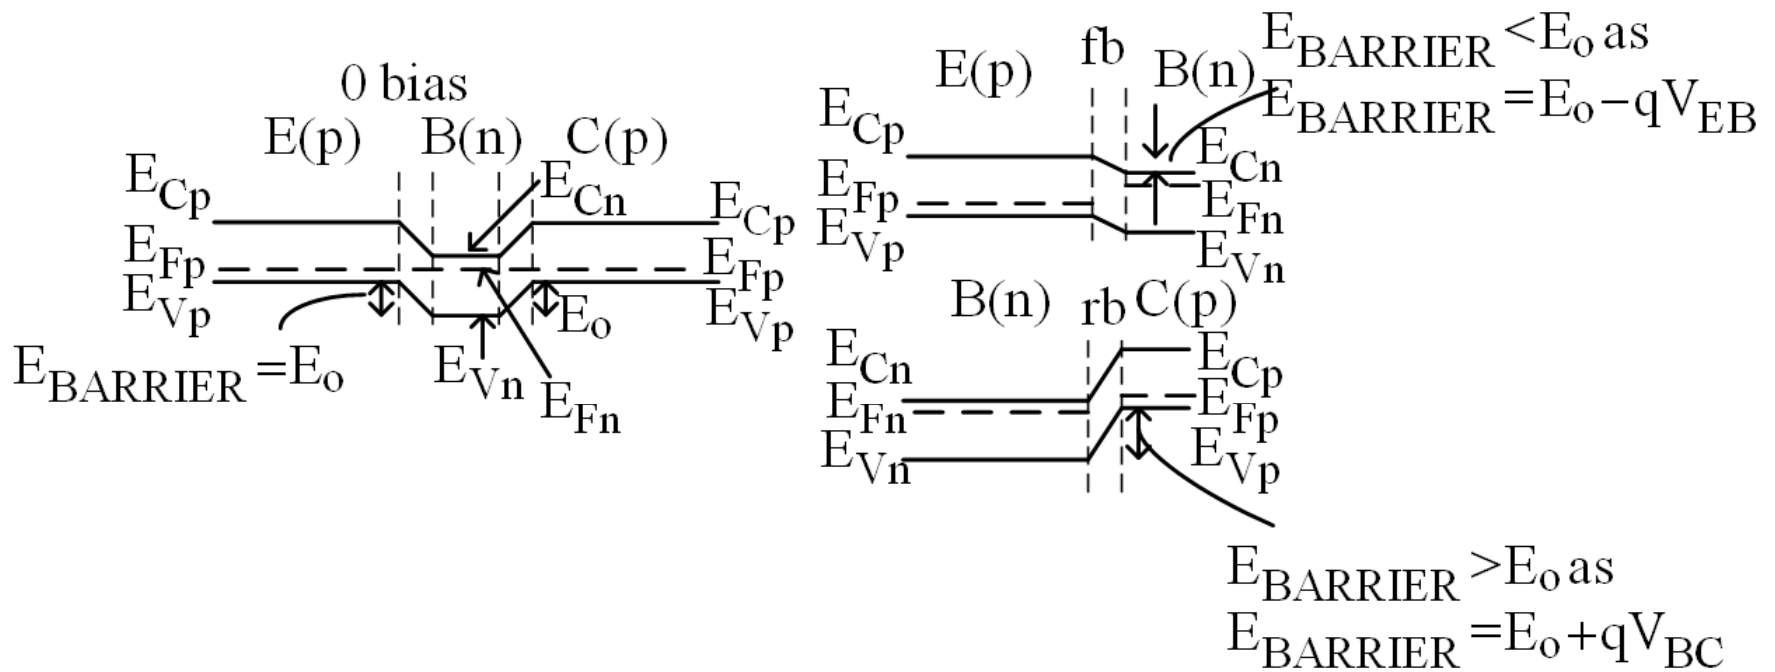 0 bias
E(p) B(n) C(p)
E_Cp E_Cn E_Cp
E_Fp E_Fp
E_Vp E_o E_Vp
E_BARRIER=E_o E_Vn E_Fn
E(p) fb B(n)
E_BARRIER<E_o as
E_BARRIER=E_o-qV_EB
E_Cp E_Cn
E_Fp E_Fn
E_Vp E_Vn
B(n) rb C(p)
E_Cn E_Cp
E_Fn E_Fp
E_Vn E_Vp
E_BARRIER>E_o as
E_BARRIER=E_o+qV_BC